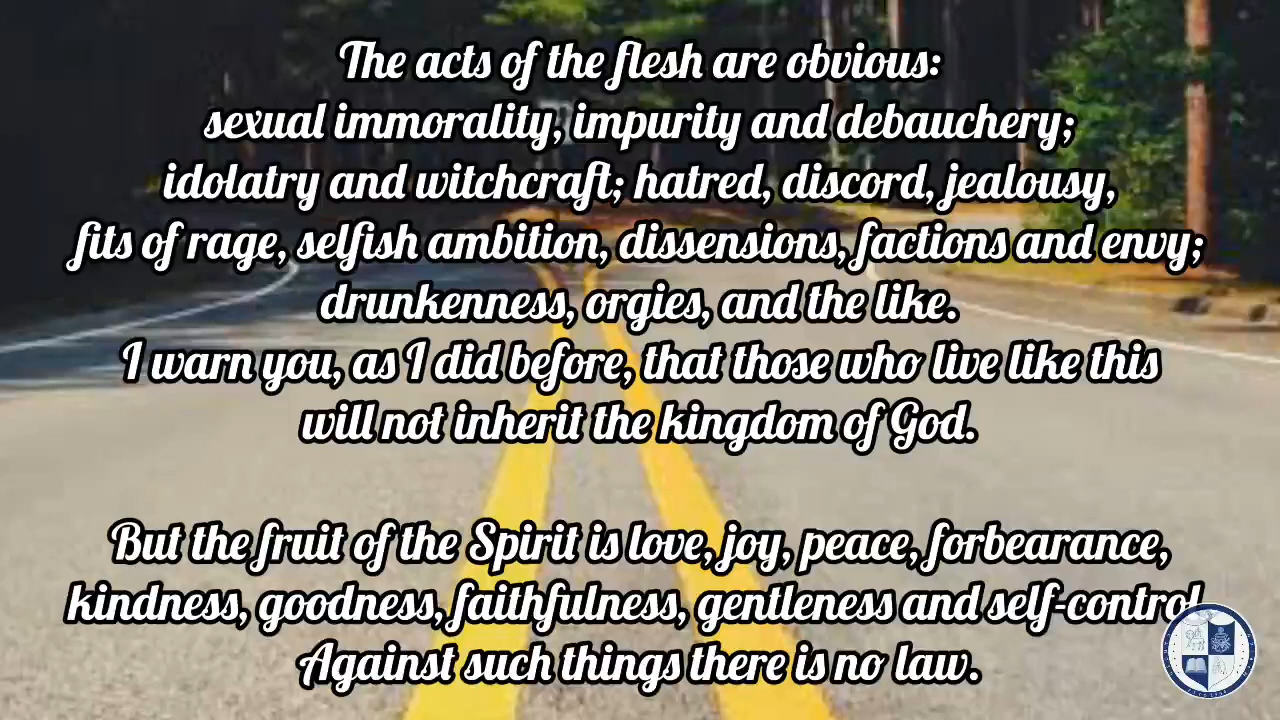 The acts of the flesh are obvious:
sexual immorality, impurity and debauchery;
idolatry and witchcraft; hatred, discord, jealousy,
fits of rage, selfish ambition, dissensions, factions and envy;
drunkenness, orgies, and the like.
I warn you, as I did before, that those who live like this
will not inherit the kingdom of God.
But the fruit of the Spirit is love, joy, peace, forbearance,
kindness, goodness, faithfulness, gentleness and self-control
Against such things there is no law.